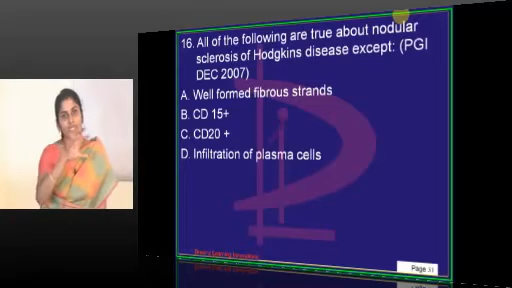 16. All of the following are true about nodular
sclerosis of Hodgkins disease except: (PGI
DEC 2007)
A. Well formed fibrous strands
B. CD 15+
C. CD20 +
D. Infiltration of plasma cells
Page 31